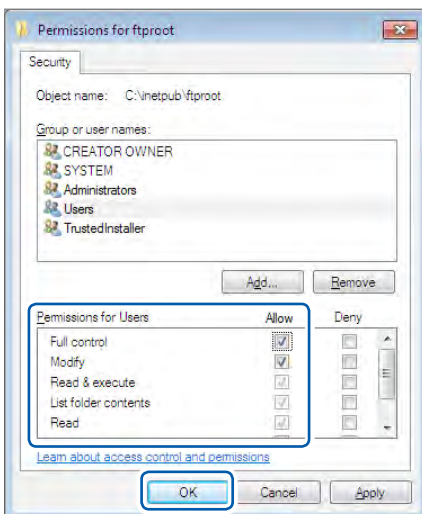 Permissions for ftproot
Security
Object name: C:\inetpub\ftproot
Group or user names:
CREATOR OWNER
SYSTEM
Administrators
Users
TrustedInstaller
Add... Remove
Permissions for Users Allow Deny
Full control
Modify
Read & execute
List folder contents
Read
Learn about access control and permissions
OK Cancel Apply